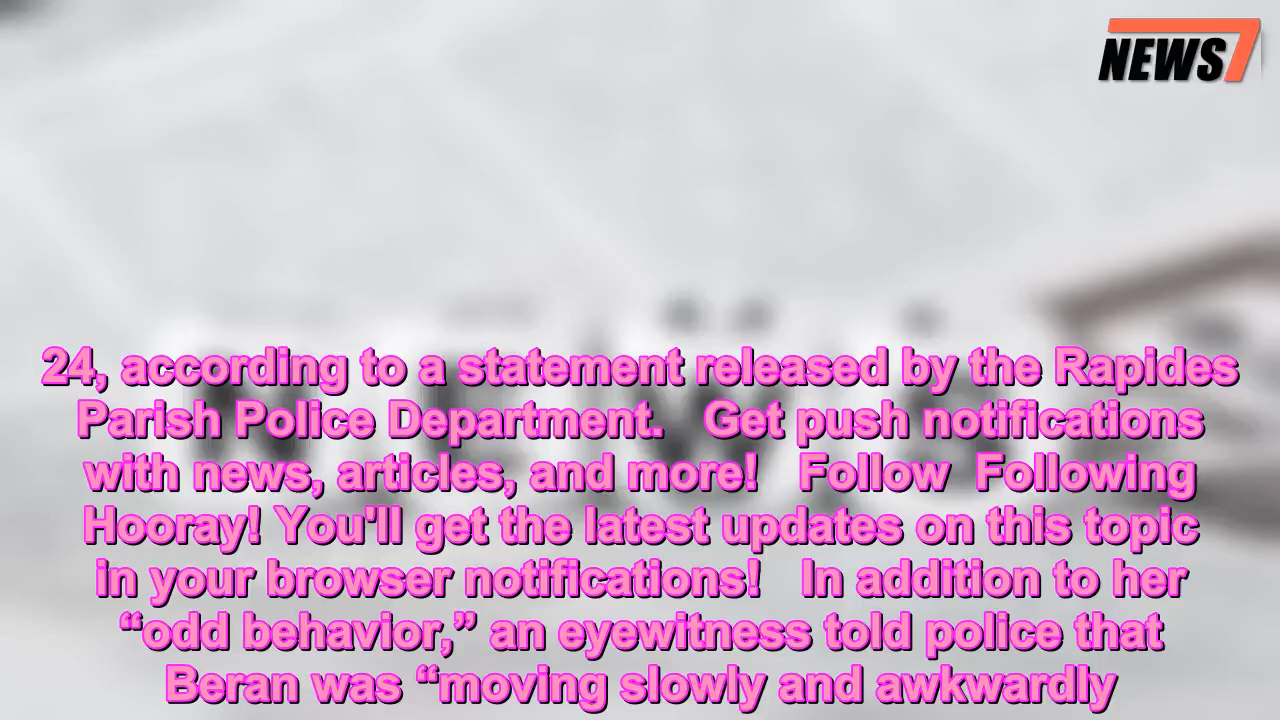 NEWS7
24, according to a statement released by the Rapides
Parish Police Department.   Get push notifications
with news, articles, and more!   Follow  Following
Hooray! You'll get the latest updates on this topic
in your browser notifications!   In addition to her
“odd behavior,” an eyewitness told police that
Beran was “moving slowly and awkwardly